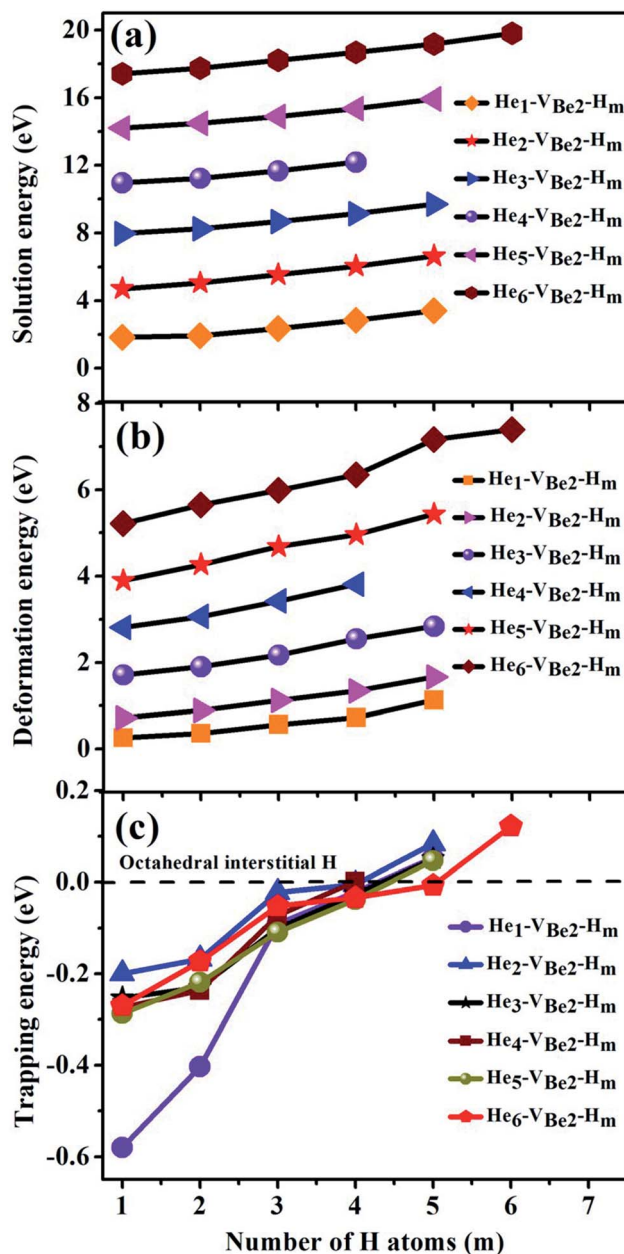 (a)
Solution energy (eV)
20
16
12
8
4
0
He1-VBe2-Hm
He2-VBe2-Hm
He3-VBe2-Hm
He4-VBe2-Hm
He5-VBe2-Hm
He6-VBe2-Hm
(b)
Deformation energy (eV)
8
6
4
2
0
He1-VBe2-Hm
He2-VBe2-Hm
He3-VBe2-Hm
He4-VBe2-Hm
He5-VBe2-Hm
He6-VBe2-Hm
(c)
Trapping energy (eV)
0.2
0.0
-0.2
-0.4
-0.6
Octahedral interstitial H
He1-VBe2-Hm
He2-VBe2-Hm
He3-VBe2-Hm
He4-VBe2-Hm
He5-VBe2-Hm
He6-VBe2-Hm
1 2 3 4 5 6 7
Number of H atoms (m)